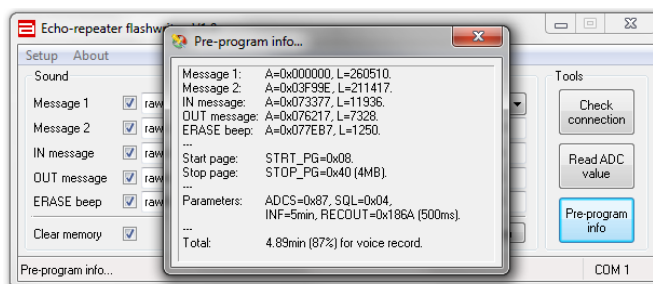 Echo-repeater flashwr
Setup About
Sound
Message 1 raw
Message 2 raw
IN message raw
OUT message raw
ERASE beep raw
Clear memory
Pre-program info...
Pre-program info...
Message 1: A=0x000000, L=260510.
Message 2: A=0x03F99E, L=211417.
IN message: A=0x073377, L=11936.
OUT message: A=0x076217, L=7328.
ERASE beep: A=0x077EB7, L=1250.
---
Start page: STRT_PG=0x08.
Stop page: STOP_PG=0x40 (4MB).
---
Parameters: ADCS=0x87, SQL=0x04,
INF=5min, RECOUT=0x186A (500ms).
---
Total: 4.89min (87%) for voice record.
Tools
Check
connection
Read ADC
value
Pre-program
info
COM 1